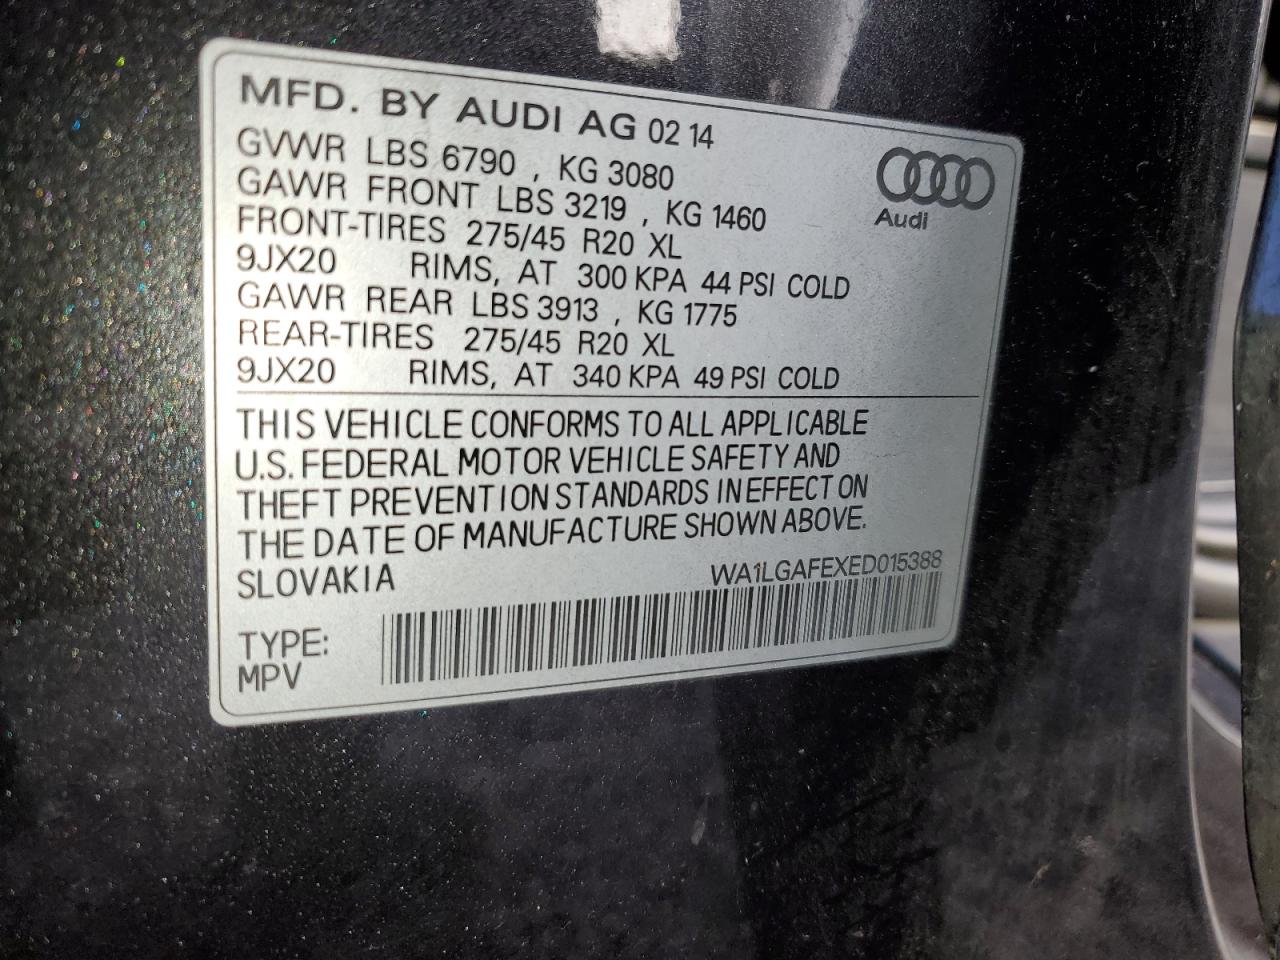 MFD. BY AUDI AG 02 14
GVWR LBS 6790 , KG 3080
GAWR FRONT LBS 3219 , KG 1460
FRONT-TIRES 275/45 R20 XL
9JX20 RIMS, AT 300 KPA 44 PSI COLD
GAWR REAR LBS 3913 , KG 1775
REAR-TIRES 275/45 R20 XL
9JX20 RIMS, AT 340 KPA 49 PSI COLD
Audi
THIS VEHICLE CONFORMS TO ALL APPLICABLE
U.S. FEDERAL MOTOR VEHICLE SAFETY AND
THEFT PREVENTION STANDARDS IN EFFECT ON
THE DATE OF MANUFACTURE SHOWN ABOVE.
SLOVAKIA WA1LGAFEXED015388
TYPE:
MPV